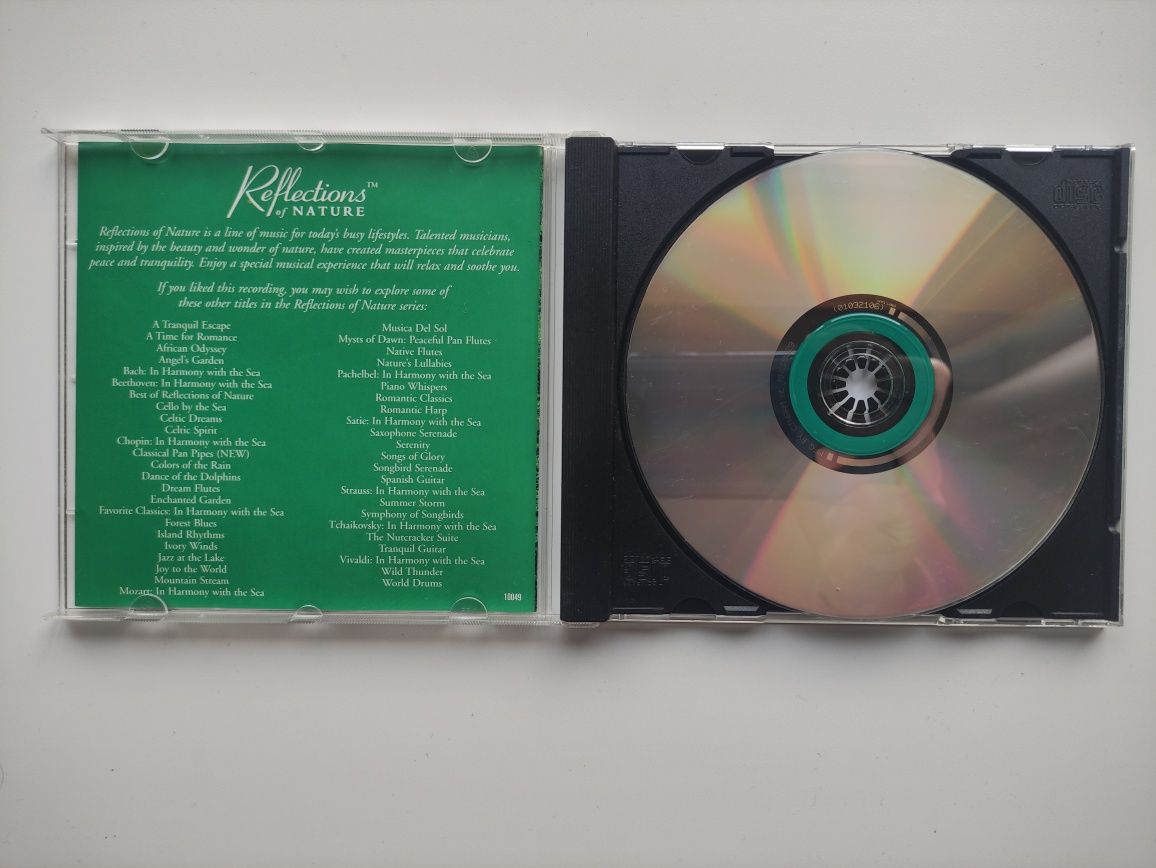 Reflections™
of NATURE
Reflections of Nature is a line of music for today's busy lifestyles. Talented musicians,
inspired by the beauty and wonder of nature, have created masterpieces that celebrate
peace and tranquility. Enjoy a special musical experience that will relax and soothe you.
If you liked this recording, you may wish to explore some of
these other titles in the Reflections of Nature series:
A Tranquil Escape
A Time for Romance
African Odyssey
Angel's Garden
Bach: In Harmony with the Sea
Beethoven: In Harmony with the Sea
Best of Reflections of Nature
Cello by the Sea
Celtic Dreams
Celtic Spirit
Chopin: In Harmony with the Sea
Classical Pan Pipes (NEW)
Colors of the Rain
Dance of the Dolphins
Dream Flutes
Enchanted Garden
Favorite Classics: In Harmony with the Sea
Forest Blues
Island Rhythms
Ivory Winds
Jazz at the Lake
Joy to the World
Mountain Stream
Mozart: In Harmony with the Sea
Musica Del Sol
Mysts of Dawn: Peaceful Pan Flutes
Native Flutes
Nature's Lullabies
Pachelbel: In Harmony with the Sea
Piano Whispers
Romantic Classics
Romantic Harp
Satie: In Harmony with the Sea
Saxophone Serenade
Serenity
Songs of Glory
Songbird Serenade
Spanish Guitar
Strauss: In Harmony with the Sea
Summer Storm
Symphony of Songbirds
Tchaikovsky: In Harmony with the Sea
The Nutcracker Suite
Tranquil Guitar
Vivaldi: In Harmony with the Sea
Wild Thunder
World Drums
10049
(01032106)
disc